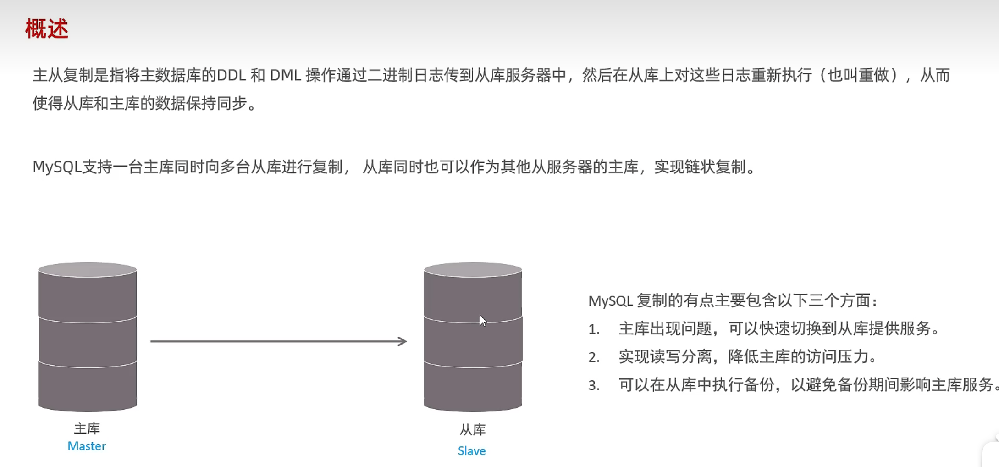 概述
主从复制是指将主数据库的DDL 和 DML 操作通过二进制日志传到从库服务器中，然后在从库上对这些日志重新执行（也叫重做），从而
使得从库和主库的数据保持同步。
MySQL支持一台主库同时向多台从库进行复制， 从库同时也可以作为其他从服务器的主库，实现链状复制。
MySQL 复制的有点主要包含以下三个方面：
1. 主库出现问题，可以快速切换到从库提供服务。
2. 实现读写分离，降低主库的访问压力。
3. 可以在从库中执行备份，以避免备份期间影响主库服务。
主库
Master
从库
Slave